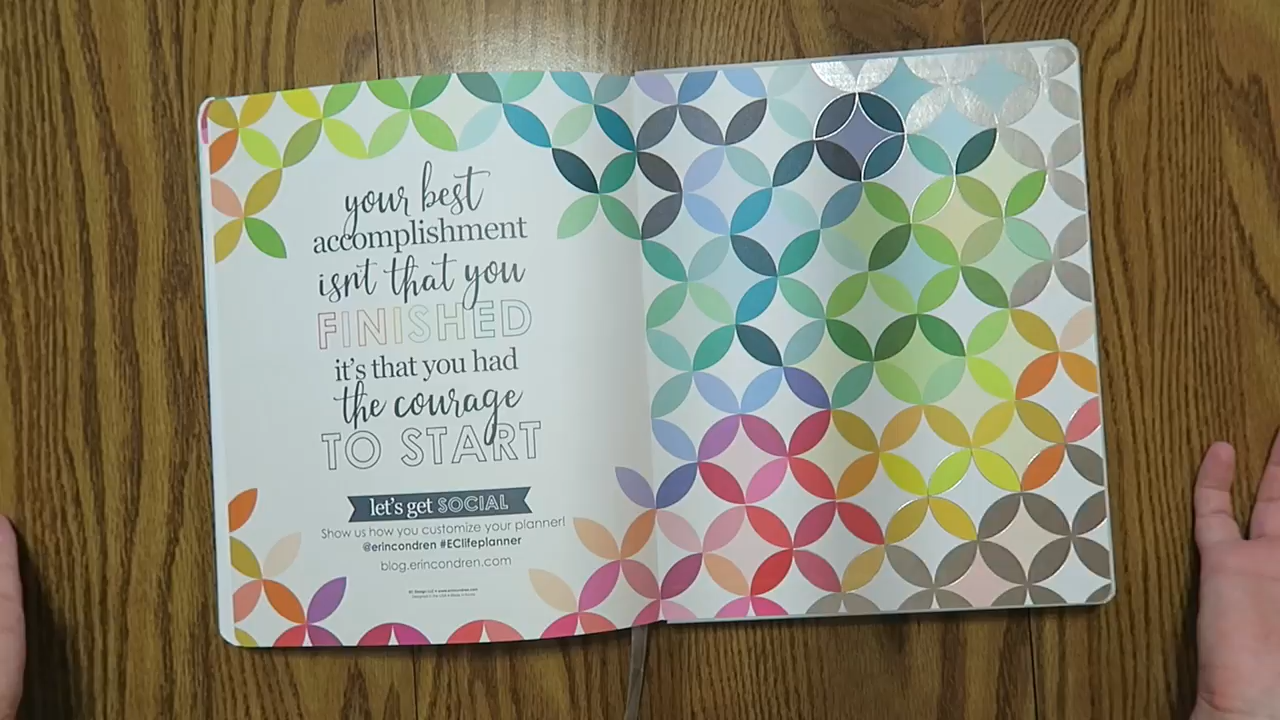 your best
accomplishment
isn't that you
FINISHED
it's that you had
the courage
TO START
let's get SOCIAL
Show us how you customize your planner!
@erincondren #EClifeplanner
blog.erincondren.com